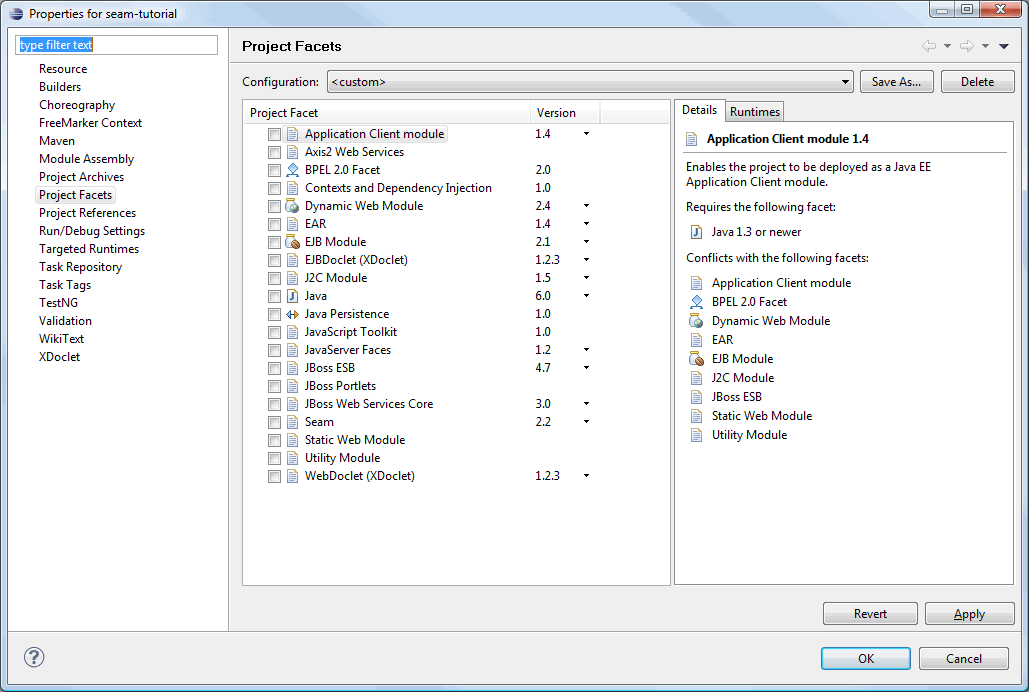 Properties for seam-tutorial
type filter text
Resource
Builders
Choreography
FreeMarker Context
Maven
Module Assembly
Project Archives
Project Facets
Project References
Run/Debug Settings
Targeted Runtimes
Task Repository
Task Tags
TestNG
Validation
WikiText
XDoclet
Project Facets
Configuration: <custom> Save As... Delete
Project Facet Version
Application Client module 1.4
Axis2 Web Services
BPEL 2.0 Facet 2.0
Contexts and Dependency Injection 1.0
Dynamic Web Module 2.4
EAR 1.4
EJB Module 2.1
EJBDoclet (XDoclet) 1.2.3
J2C Module 1.5
Java 6.0
Java Persistence 1.0
JavaScript Toolkit 1.0
JavaServer Faces 1.2
JBoss ESB 4.7
JBoss Portlets
JBoss Web Services Core 3.0
Seam 2.2
Static Web Module
Utility Module
WebDoclet (XDoclet) 1.2.3
Details Runtimes
Application Client module 1.4
Enables the project to be deployed as a Java EE
Application Client module.
Requires the following facet:
Java 1.3 or newer
Conflicts with the following facets:
Application Client module
BPEL 2.0 Facet
Dynamic Web Module
EAR
EJB Module
J2C Module
JBoss ESB
Static Web Module
Utility Module
Revert Apply
OK Cancel